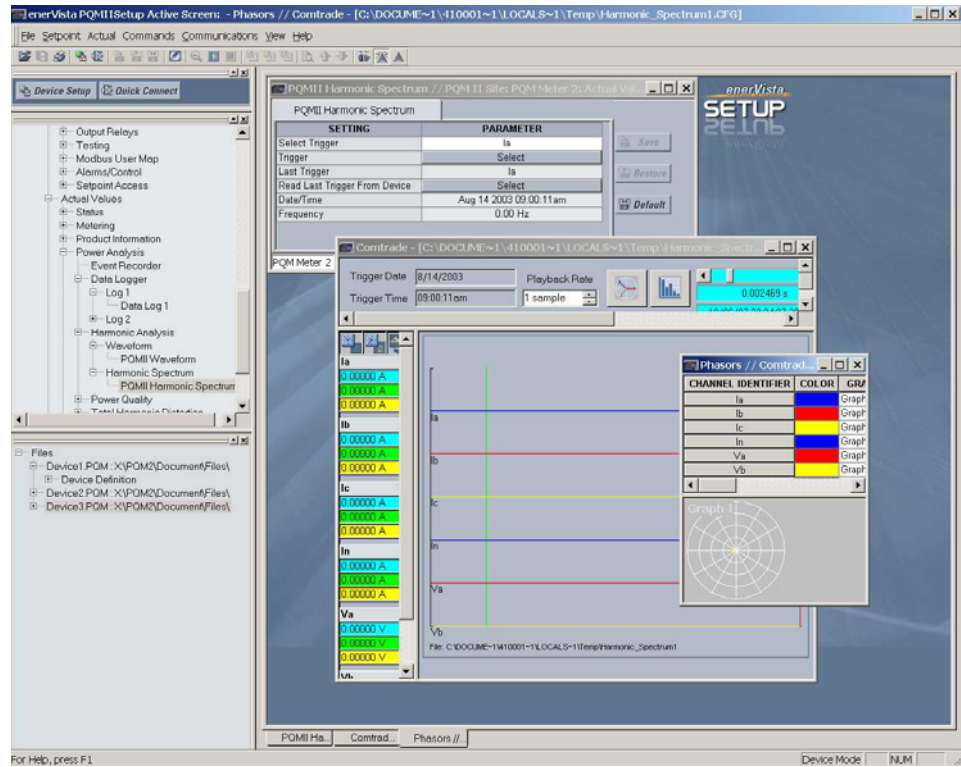 enerVista PQMIISetup Active Screen: - Phasors // Comtrade - [C:\DOCUME~1\410001~1\LOCALS~1\Temp\Harmonic_Spectrum1.CFG]
File Setpoint Actual Commands Communications View Help
Device Setup Quick Connect
Output Relays
Testing
Modbus User Map
Alarms/Control
Setpoint Access
Actual Values
Status
Metering
Product Information
Power Analysis
Event Recorder
Data Logger
Log 1
Data Log 1
Log 2
Harmonic Analysis
Waveform
PQMII Waveform
Harmonic Spectrum
PQMII Harmonic Spectrum
Power Quality
Total Harmonic Distortion
Files
Device1.PQM : X:\PQM2\Document\Files\
Device Definition
Device2.PQM : X:\PQM2\Document\Files\
Device3.PQM : X:\PQM2\Document\Files\
enerVista
SETUP
PQMII Harmonic Spectrum // PQMII Site: PQM Meter 2: Actual Val...
PQMII Harmonic Spectrum
SETTING PARAMETER
Select Trigger Ia
Trigger Select
Last Trigger Ia
Read Last Trigger From Device Select
Date/Time Aug 14 2003 09:00:11am
Frequency 0.00 Hz
Save
Restore
Default
PQM Meter 2
Comtrade - [C:\DOCUME~1\410001~1\LOCALS~1\Temp\Harmonic_Spectr...
Trigger Date 8/14/2003 Playback Rate
Trigger Time 09:00:11am 1 sample
0.002469 s
Ia
0.00000 A
0.00000 A
0.00000 A
Ib
0.00000 A
0.00000 A
0.00000 A
Ic
0.00000 A
0.00000 A
0.00000 A
In
0.00000 A
0.00000 A
0.00000 A
Va
0.00000 V
0.00000 V
0.00000 V
Vb
Ia
Ib
Ic
In
Va
Vb
File: C:\DOCUME~1\410001~1\LOCALS~1\Temp\Harmonic_Spectrum1
Phasors // Comtrad...
CHANNEL IDENTIFIER COLOR GRA
Ia Graph
Ib Graph
Ic Graph
In Graph
Va Graph
Vb Graph
Graph 1
PQMII Ha... Comtrad... Phasors //...
For Help, press F1
Device Mode NUM